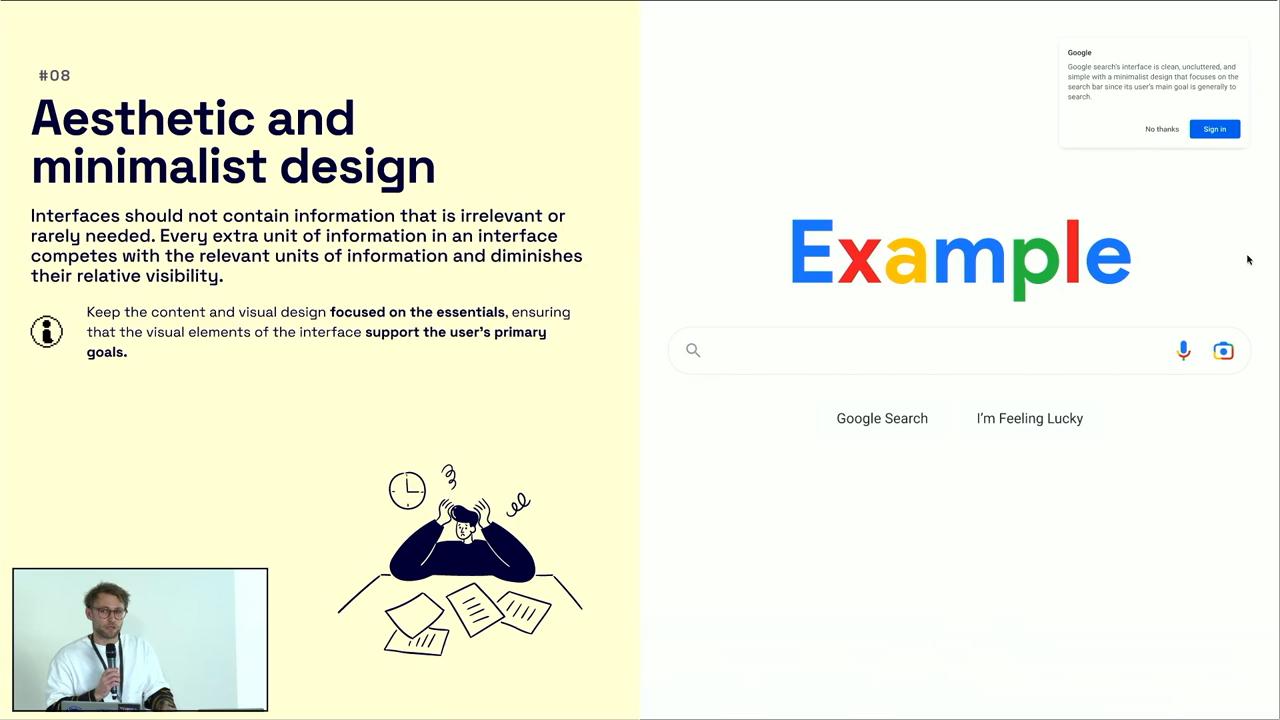 #08
Aesthetic and
minimalist design
Interfaces should not contain information that is irrelevant or
rarely needed. Every extra unit of information in an interface
competes with the relevant units of information and diminishes
their relative visibility.
Keep the content and visual design focused on the essentials, ensuring
that the visual elements of the interface support the user's primary
goals.
Google
Google search's interface is clean, uncluttered, and
simple with a minimalist design that focuses on the
search bar since its user's main goal is generally to
search.
No thanks
Sign in
Example
Google Search
I'm Feeling Lucky